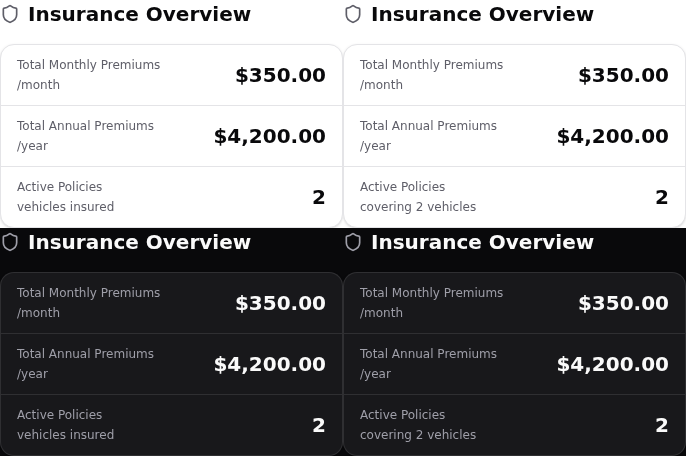 Insurance Overview
Total Monthly Premiums
/month
$350.00
Total Annual Premiums
/year
$4,200.00
Active Policies
vehicles insured
2
Insurance Overview
Total Monthly Premiums
/month
$350.00
Total Annual Premiums
/year
$4,200.00
Active Policies
covering 2 vehicles
2
Insurance Overview
Total Monthly Premiums
/month
$350.00
Total Annual Premiums
/year
$4,200.00
Active Policies
vehicles insured
2
Insurance Overview
Total Monthly Premiums
/month
$350.00
Total Annual Premiums
/year
$4,200.00
Active Policies
covering 2 vehicles
2